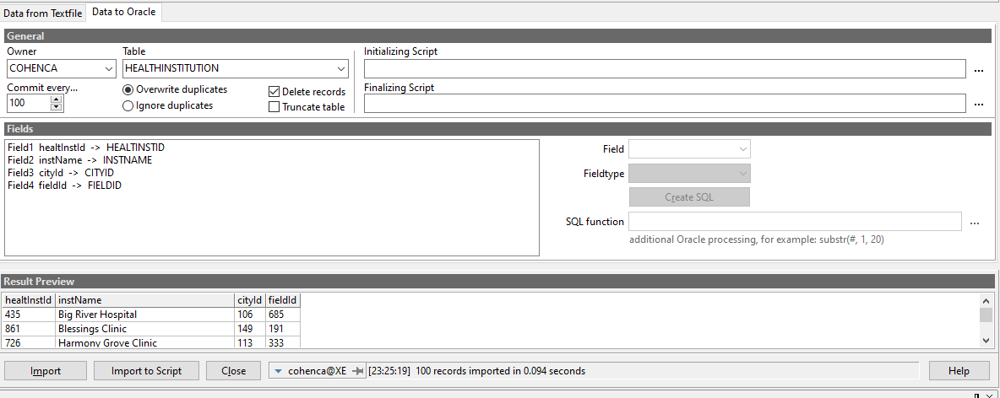 Data from Textfile Data to Oracle
General
Owner Table Initializing Script
COHENCA HEALTHINSTITUTION ...
Commit every... Overwrite duplicates Delete records Finalizing Script
100 Ignore duplicates Truncate table ...
Fields
Field1 healtInstId -> HEALTINSTID
Field2 instName -> INSTNAME
Field3 cityId -> CITYID
Field4 fieldId -> FIELDID
Field
Fieldtype
Create SQL
SQL function ...
additional Oracle processing, for example: substr(#, 1, 20)
Result Preview
healtInstId instName cityId fieldId
435 Big River Hospital 106 685
861 Blessings Clinic 149 191
726 Harmony Grove Clinic 113 333
Import Import to Script Close cohenca@XE [23:25:19] 100 records imported in 0.094 seconds Help